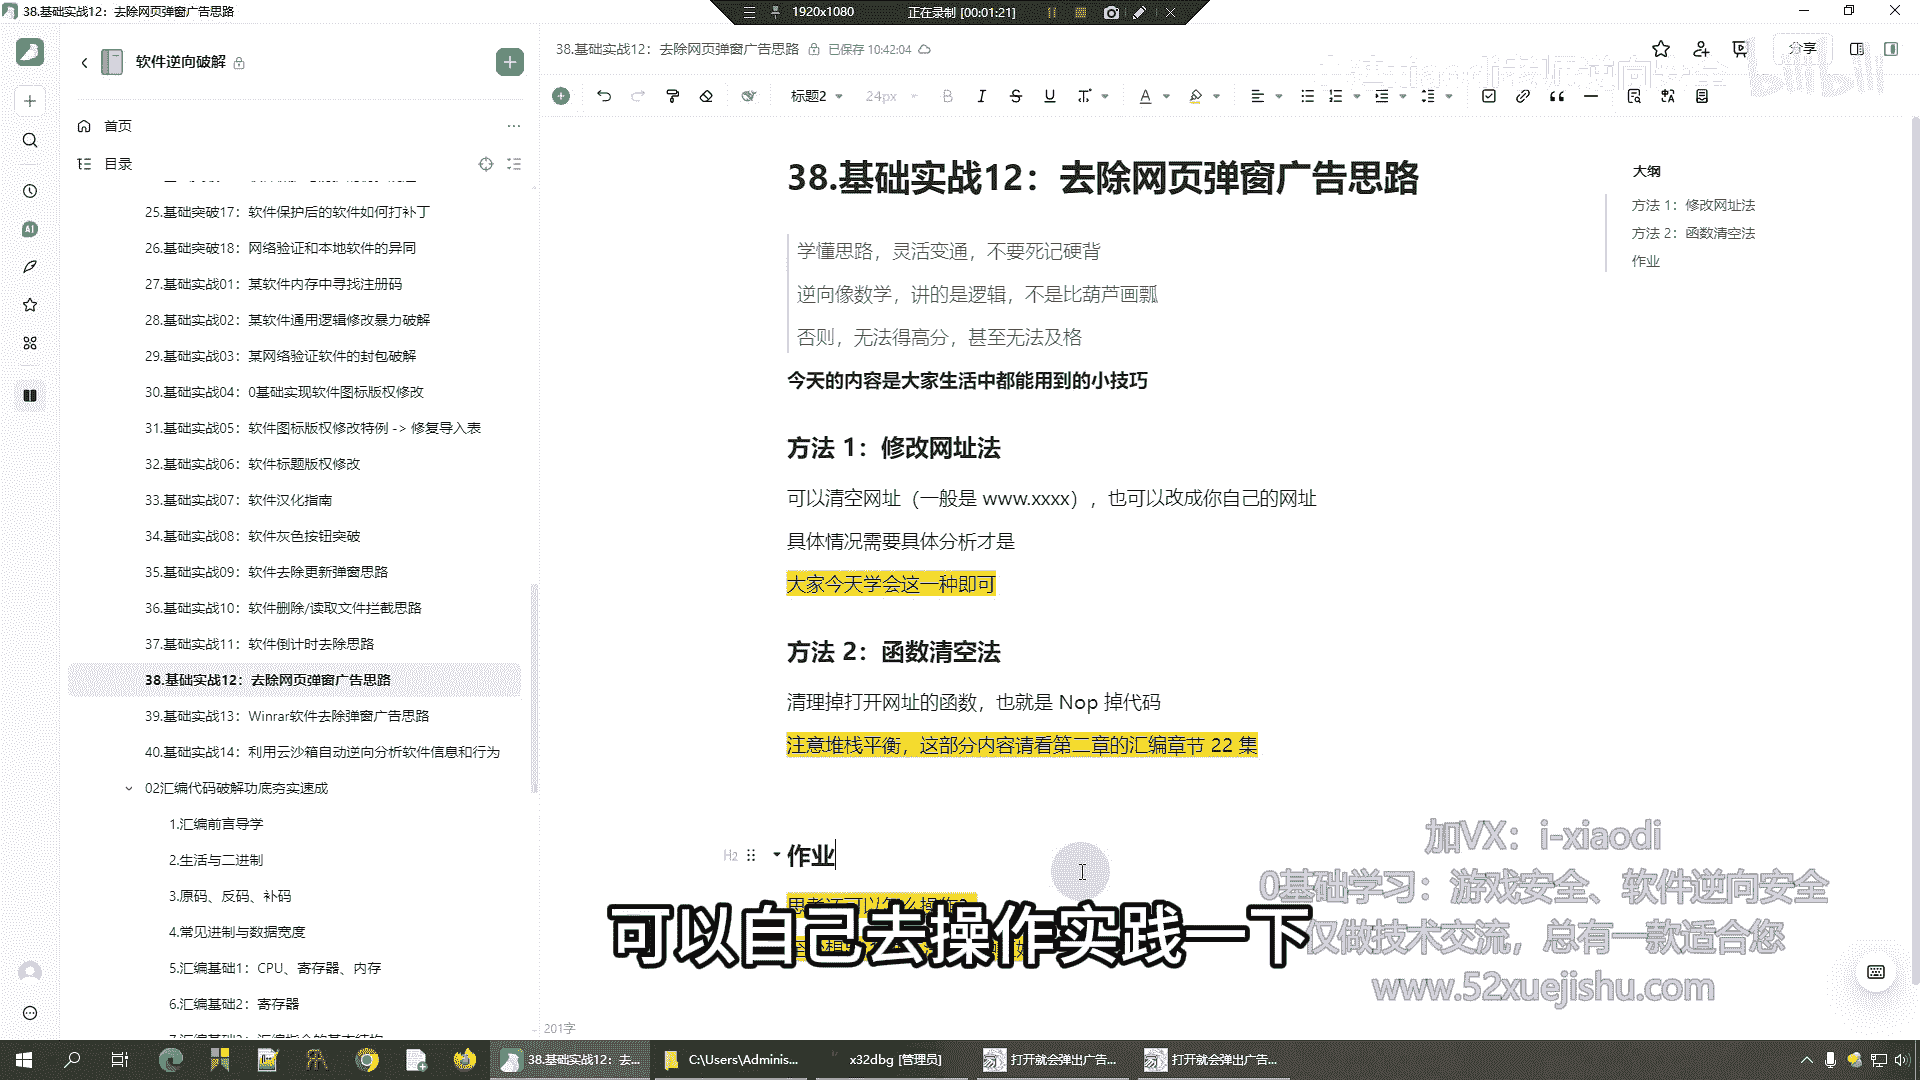 38.基础实战12：去除网页弹窗广告思路
1920x1080
正在录制 [00:01:21]
软件逆向破解
38.基础实战12：去除网页弹窗广告思路
已保存 10:42:04
分享
bilibili
标题2
24px
首页
目录
25.基础突破17：软件保护后的软件如何打补丁
26.基础突破18：网络验证和本地软件的异同
27.基础实战01：某软件内存中寻找注册码
28.基础实战02：某软件通用逻辑修改暴力破解
29.基础实战03：某网络验证软件的封包破解
30.基础实战04：0基础实现软件图标版权修改
31.基础实战05：软件图标版权修改特例 -> 修复导入表
32.基础实战06：软件标题版权修改
33.基础实战07：软件汉化指南
34.基础实战08：软件灰色按钮突破
35.基础实战09：软件去除更新弹窗思路
36.基础实战10：软件删除/读取文件拦截思路
37.基础实战11：软件倒计时去除思路
38.基础实战12：去除网页弹窗广告思路
39.基础实战13：Winrar软件去除弹窗广告思路
40.基础实战14：利用云沙箱自动逆向分析软件信息和行为
02汇编代码破解功底夯实速成
1.汇编前言导学
2.生活与二进制
3.原码、反码、补码
4.常见进制与数据宽度
5.汇编基础1：CPU、寄存器、内存
6.汇编基础2：寄存器
38.基础实战12：去除网页弹窗广告思路
学懂思路，灵活变通，不要死记硬背
逆向像数学，讲的是逻辑，不是比葫芦画瓢
否则，无法得高分，甚至无法及格
今天的内容是大家生活中都能用到的小技巧
方法 1：修改网址法
可以清空网址（一般是 www.xxxx），也可以改成你自己的网址
具体情况需要具体分析才是
大家今天学会这一种即可
方法 2：函数清空法
清理掉打开网址的函数，也就是 Nop 掉代码
注意堆栈平衡，这部分内容请看第二章的汇编章节 22 集
H2
作业
思考还可以怎么操作？
可以自己去操作实践一下
大纲
方法 1：修改网址法
方法 2：函数清空法
作业
加VX：i-xiaodi
0基础学习：游戏安全、软件逆向安全
仅做技术交流，总有一款适合您
www.52xuejishu.com
201字
38.基础实战12：去...
C:\Users\Adminis...
x32dbg [管理员]
打开就会弹出广告...
打开就会弹出广告...